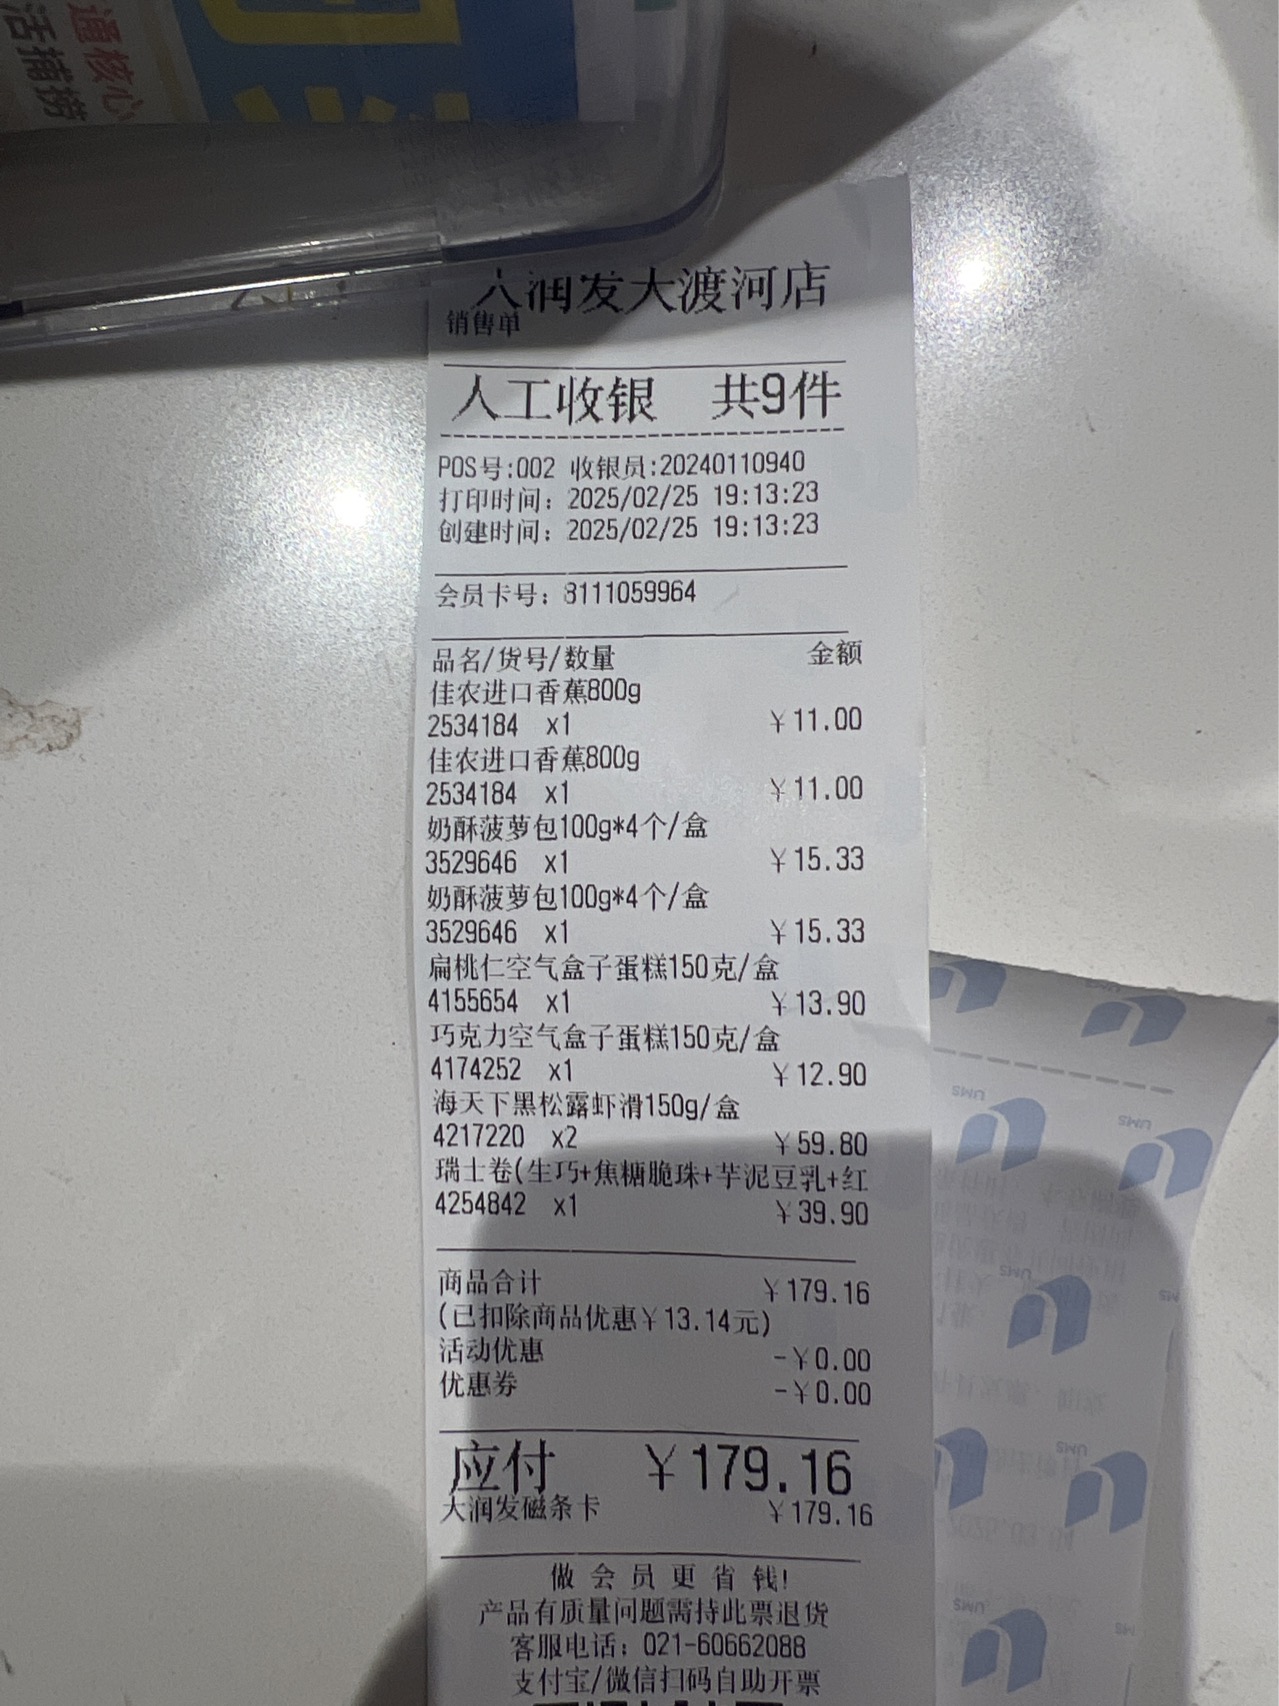 通核心
活捕捞
大润发大渡河店
销售单
人工收银 共9件
POS号:002 收银员:20240110940
打印时间: 2025/02/25 19:13:23
创建时间: 2025/02/25 19:13:23
会员卡号: 8111059964
品名/货号/数量 金额
佳农进口香蕉800g
2534184 x1 ¥11.00
佳农进口香蕉800g
2534184 x1 ¥11.00
奶酥菠萝包100g*4个/盒
3529646 x1 ¥15.33
奶酥菠萝包100g*4个/盒
3529646 x1 ¥15.33
扁桃仁空气盒子蛋糕150克/盒
4155654 x1 ¥13.90
巧克力空气盒子蛋糕150克/盒
4174252 x1 ¥12.90
海天下黑松露虾滑150g/盒
4217220 x2 ¥59.80
瑞士卷(生巧+焦糖脆珠+芋泥豆乳+红
4254842 x1 ¥39.90
商品合计 ¥179.16
(已扣除商品优惠¥13.14元)
活动优惠 -¥0.00
优惠券 -¥0.00
应付 ¥179.16
大润发磁条卡 ¥179.16
做会员更省钱!
产品有质量问题需持此票退货
客服电话: 021-60662088
支付宝/微信扫码自助开票
UMS
UMS
UMS
UMS
UMS
UMS